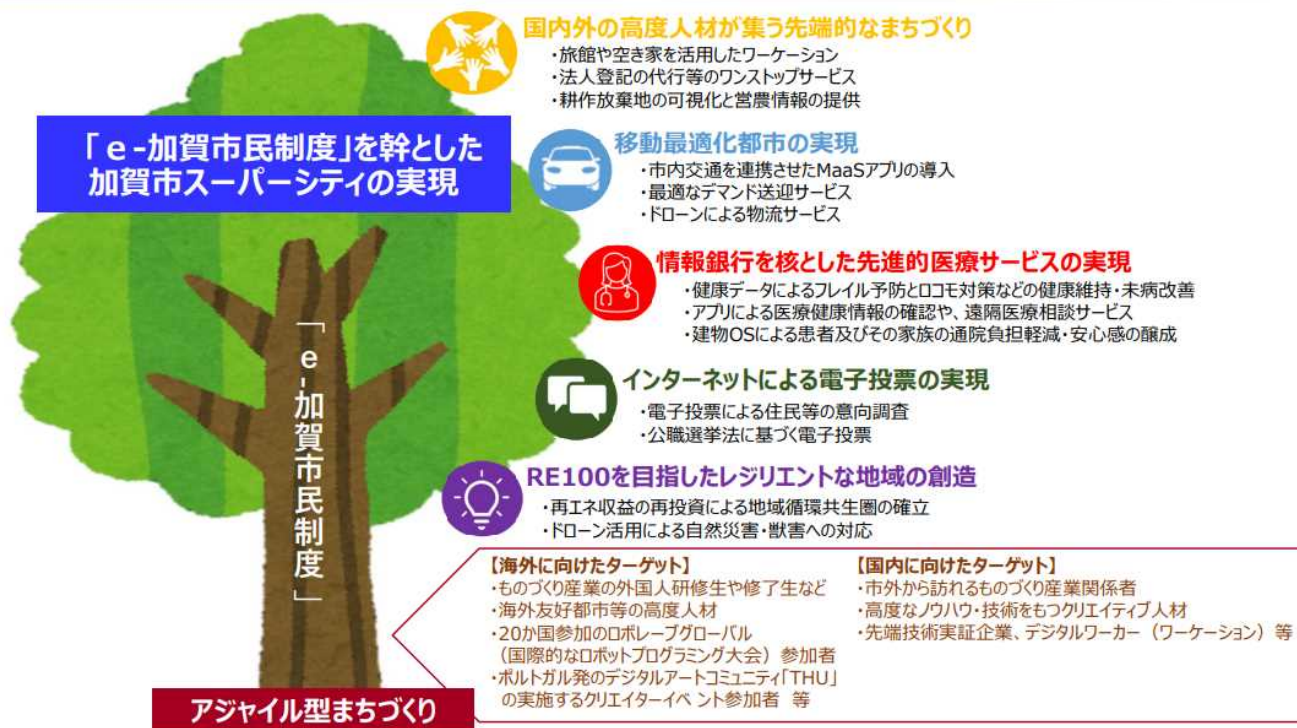 国内外の高度人材が集う先端的なまちづくり
・旅館や空き家を活用したワーケーション
・法人登記の代行等のワンストップサービス
・耕作放棄地の可視化と営農情報の提供
「e-加賀市民制度」を幹とした
加賀市スーパーシティの実現
移動最適化都市の実現
・市内交通を連携させたMaaSアプリの導入
・最適なデマンド送迎サービス
・ドローンによる物流サービス
情報銀行を核とした先進的医療サービスの実現
・健康データによるフレイル予防とロコモ対策などの健康維持・未病改善
・アプリによる医療健康情報の確認や、遠隔医療相談サービス
・建物OSによる患者及びその家族の通院負担軽減・安心感の醸成
インターネットによる電子投票の実現
・電子投票による住民等の意向調査
・公職選挙法に基づく電子投票
RE100を目指したレジリエントな地域の創造
・再エネ収益の再投資による地域循環共生圏の確立
・ドローン活用による自然災害・獣害への対応
「e-加賀市民制度」
【海外に向けたターゲット】
・ものづくり産業の外国人研修生や修了生など
・海外友好都市等の高度人材
・20か国参加のロボレーブグローバル
（国際的なロボットプログラミング大会）参加者
・ポルトガル発のデジタルアートコミュニティ「THU」
の実施するクリエイターイベント参加者 等
【国内に向けたターゲット】
・市外から訪れるものづくり産業関係者
・高度なノウハウ・技術をもつクリエイティブ人材
・先端技術実証企業、デジタルワーカー（ワーケーション）等
アジャイル型まちづくり